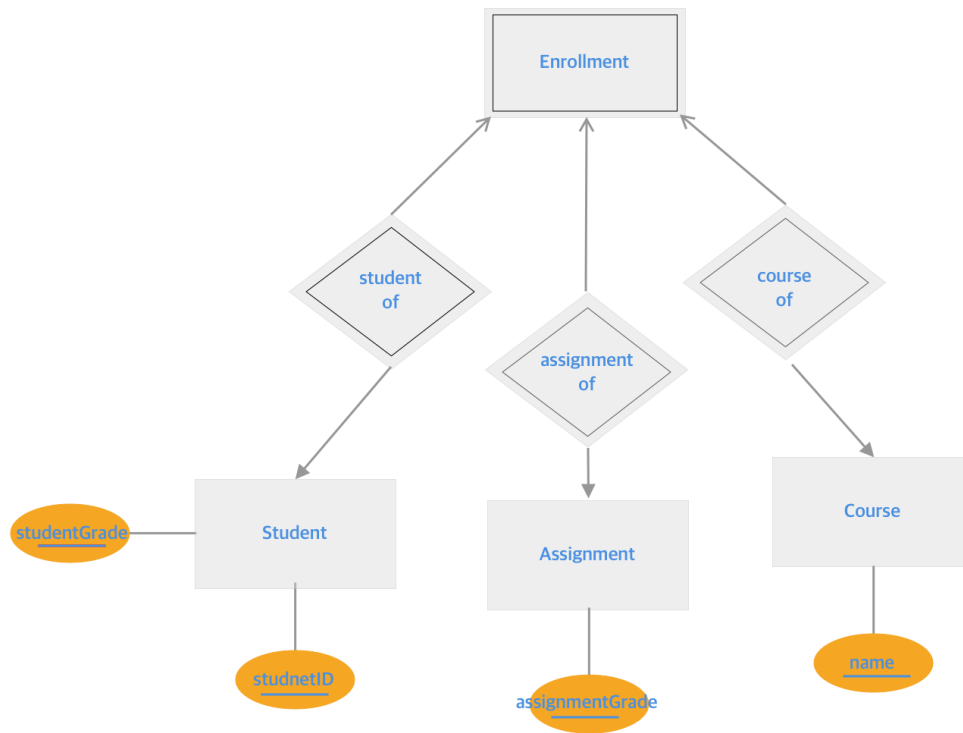 Enrollment
student
of
course
of
assignment
of
Student
Assignment
Course
studentGrade
studnetID
assignmentGrade
name